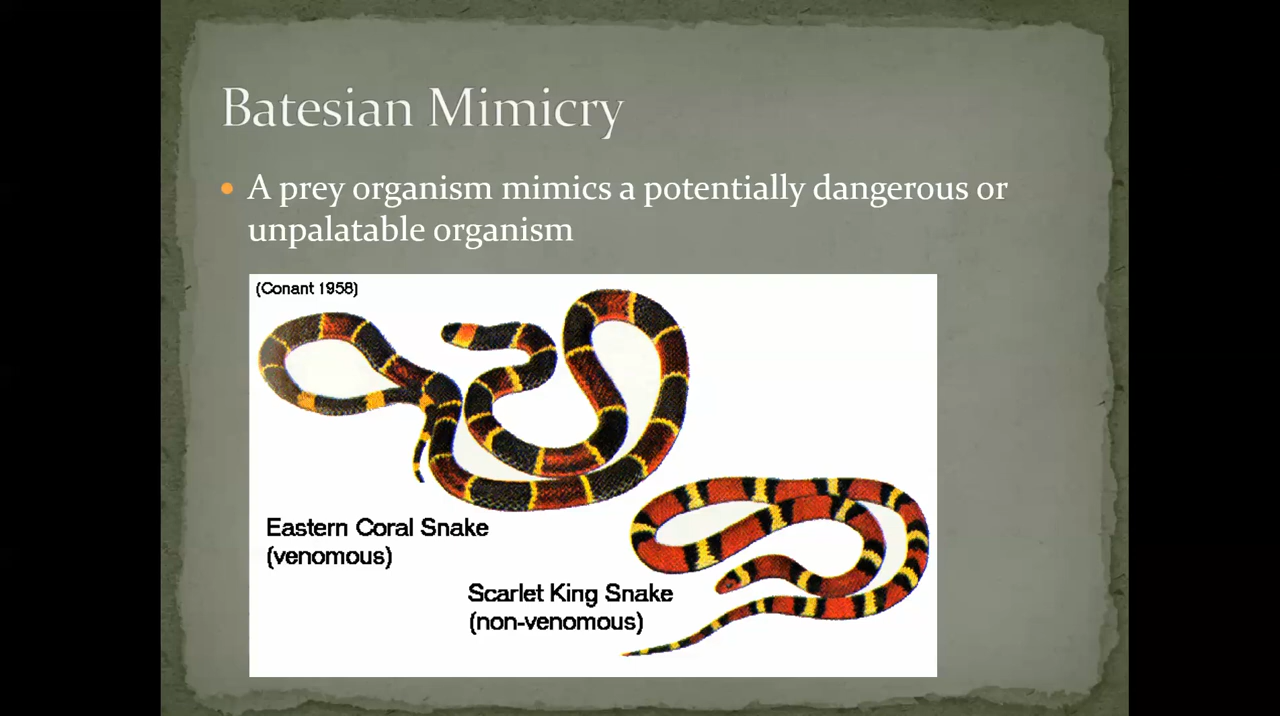 Batesian Mimicry
A prey organism mimics a potentially dangerous or
unpalatable organism
(Conant 1958)
Eastern Coral Snake
(venomous)
Scarlet King Snake
(non-venomous)